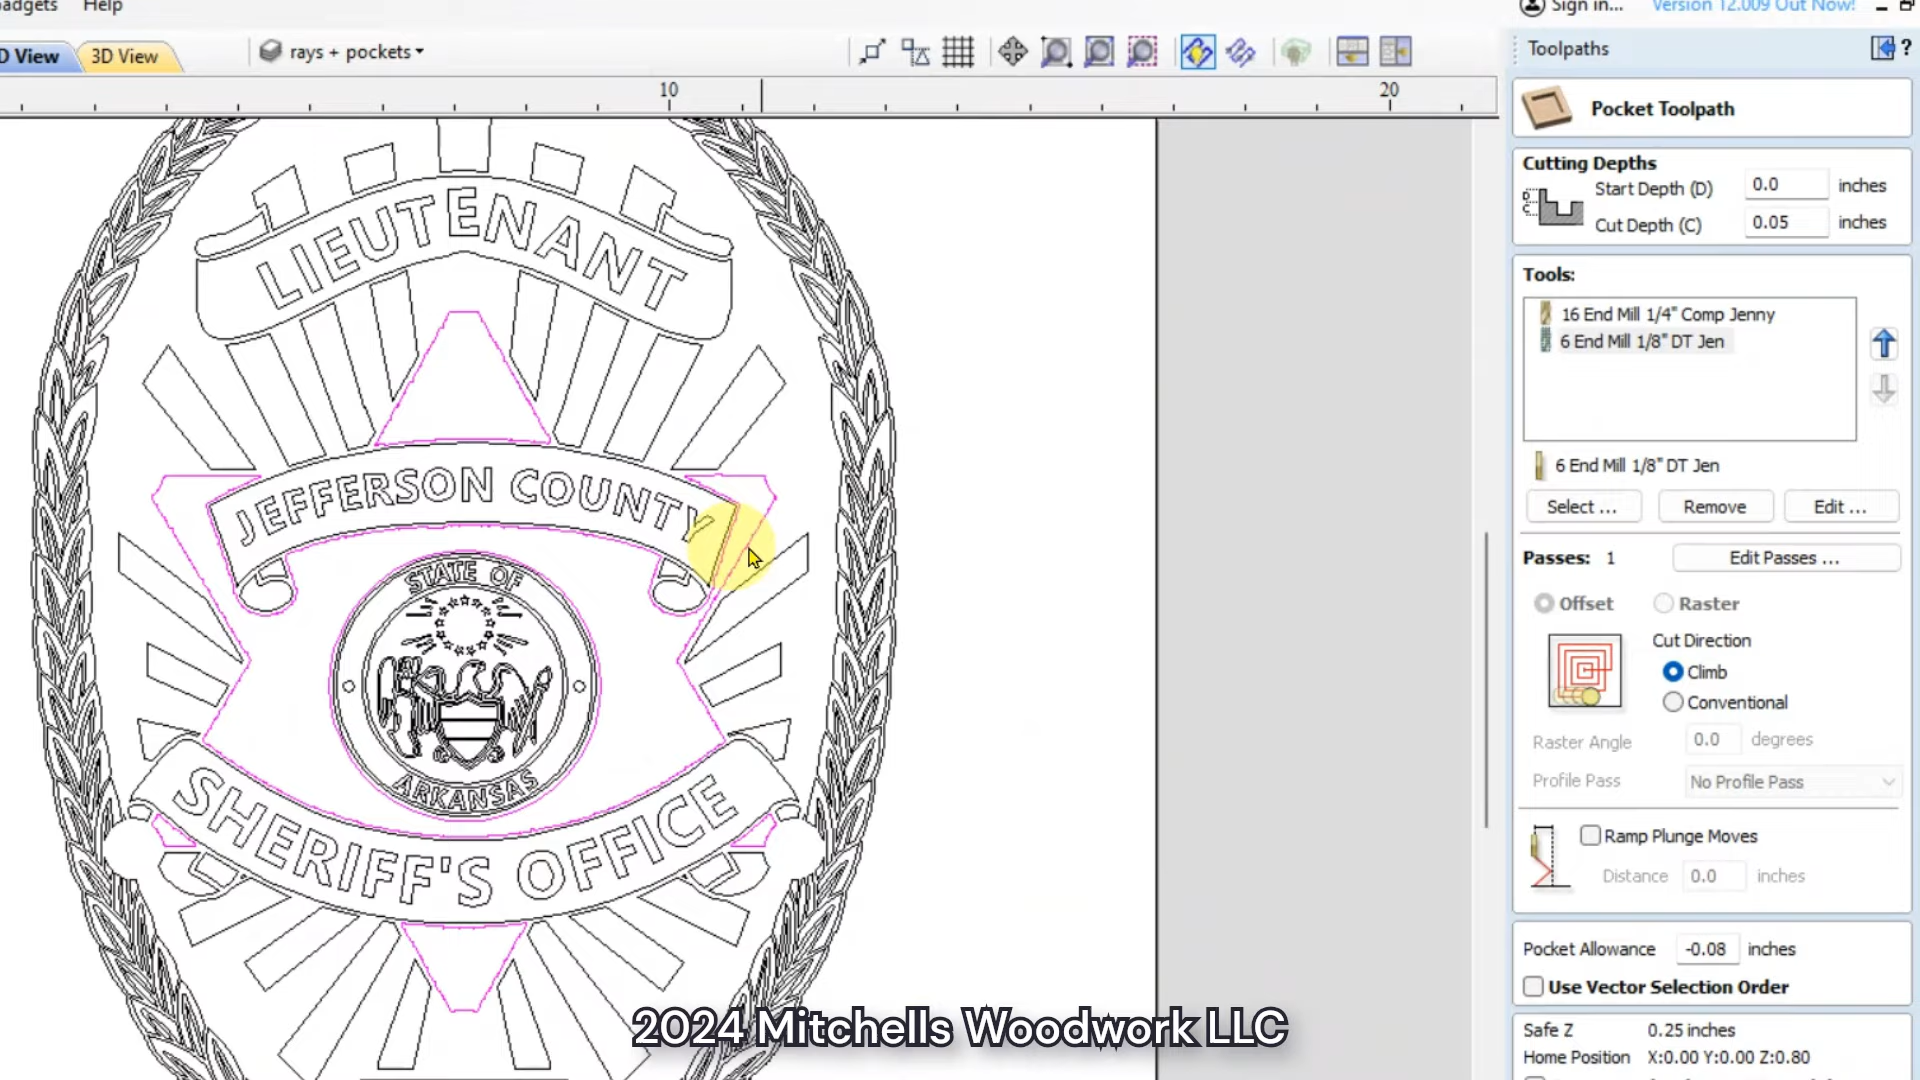 Help
Sign in...
Version 12.009 Out Now!
D View
3D View
rays + pockets
Toolpaths
?
10
20
Pocket Toolpath
Cutting Depths
Start Depth (D) 0.0 inches
Cut Depth (C) 0.05 inches
Tools:
16 End Mill 1/4" Comp Jenny
6 End Mill 1/8" DT Jen
6 End Mill 1/8" DT Jen
Select ...
Remove
Edit ...
Passes: 1
Edit Passes ...
Offset
Raster
Cut Direction
Climb
Conventional
Raster Angle 0.0 degrees
Profile Pass No Profile Pass
Ramp Plunge Moves
Distance 0.0 inches
Pocket Allowance -0.08 inches
Use Vector Selection Order
Safe Z 0.25 inches
Home Position X:0.00 Y:0.00 Z:0.80
LIEUTENANT
JEFFERSON COUNTY
STATE OF
ARKANSAS
SHERIFF'S OFFICE
2024 Mitchells Woodwork LLC